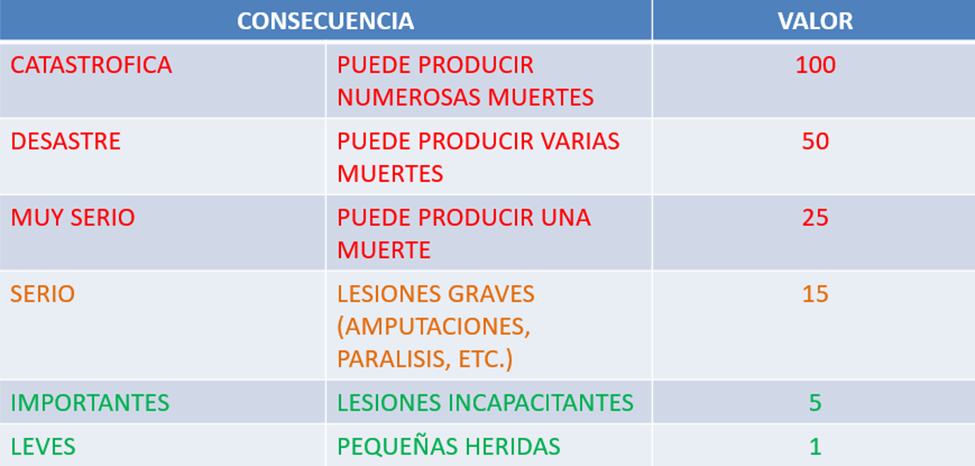 CONSECUENCIA VALOR
CATASTROFICA PUEDE PRODUCIR 100
NUMEROSAS MUERTES
DESASTRE PUEDE PRODUCIR VARIAS 50
MUERTES
MUY SERIO PUEDE PRODUCIR UNA 25
MUERTE
SERIO LESIONES GRAVES 15
(AMPUTACIONES,
PARALISIS, ETC.)
IMPORTANTES LESIONES INCAPACITANTES 5
LEVES PEQUEÑAS HERIDAS 1